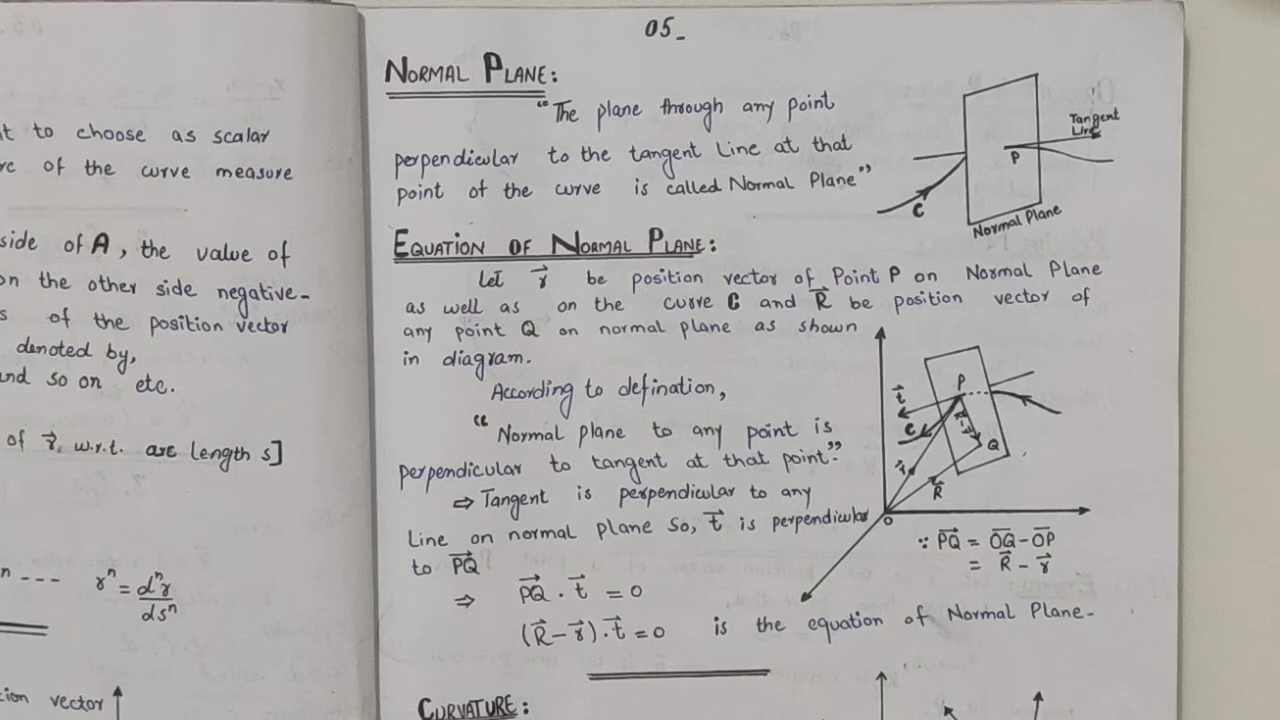 t to choose as scalar
of the curve measure
side of A, the value of
on the other side negative-
s of the position vector
denoted by,
and so on etc.
of r⃗ w.r.t. arc length s]
n --- rⁿ = dⁿr/dsⁿ
vector
05-
NORMAL PLANE:
"The plane through any point
perpendicular to the tangent Line at that
point of the curve is called Normal Plane"
Tangent
Line
P
C
Normal Plane
EQUATION OF NORMAL PLANE:
Let r⃗ be position vector of Point P on Normal Plane
as well as on the curve C and R⃗ be position vector of
any point Q on normal plane as shown
in diagram.
According to defination,
"Normal plane to any point is
perpendicular to tangent at that point."
⇒ Tangent is perpendicular to any
Line on normal plane so, t⃗ is perpendicular
to PQ⃗
⇒ PQ⃗ . t⃗ = 0
(R⃗ - r⃗) . t⃗ = 0 is the equation of Normal Plane-
P
t⃗
C
R-r
Q
r⃗
R⃗
O
∵ PQ⃗ = OQ⃗ - OP⃗
= R⃗ - r⃗
CURVATURE: